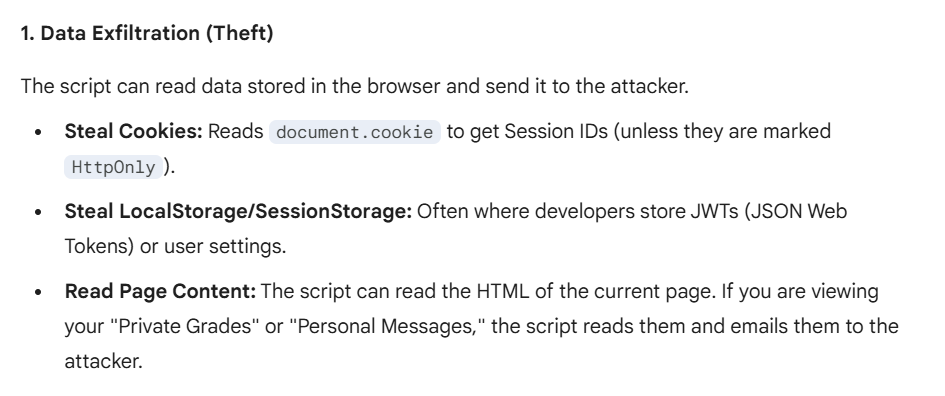 1. Data Exfiltration (Theft)
The script can read data stored in the browser and send it to the attacker.
• Steal Cookies: Reads document.cookie to get Session IDs (unless they are marked
HttpOnly ).
• Steal LocalStorage/SessionStorage: Often where developers store JWTs (JSON Web
Tokens) or user settings.
• Read Page Content: The script can read the HTML of the current page. If you are viewing
your "Private Grades" or "Personal Messages," the script reads them and emails them to the
attacker.